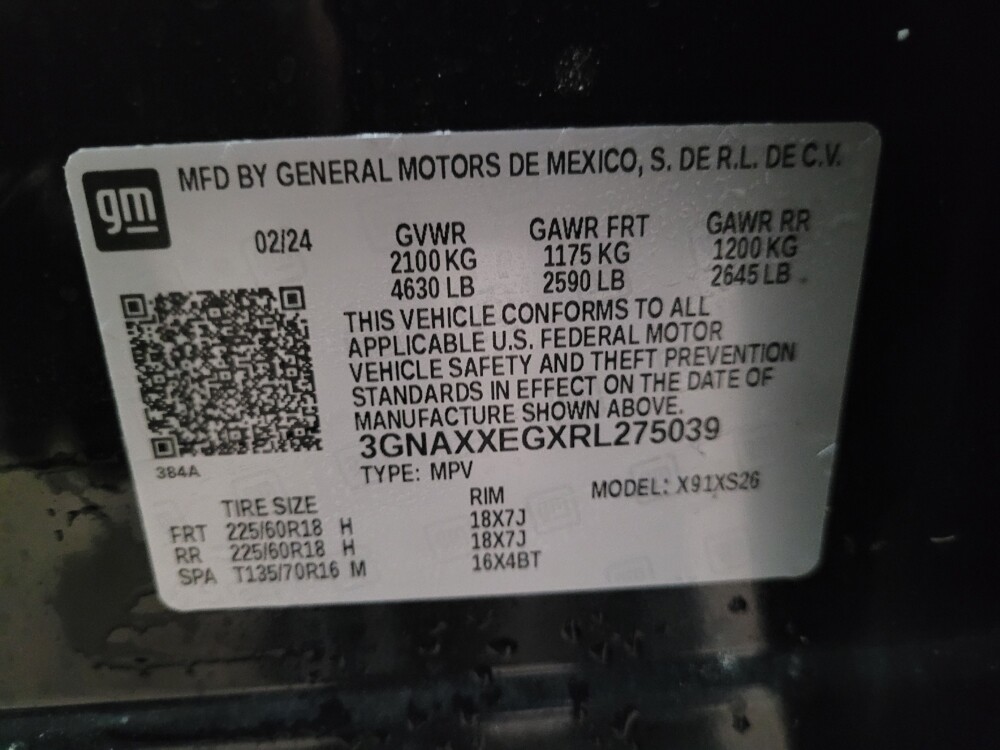 gm
MFD BY GENERAL MOTORS DE MEXICO, S. DE R.L. DE C.V.
02/24 GVWR GAWR FRT GAWR RR
2100 KG 1175 KG 1200 KG
4630 LB 2590 LB 2645 LB
THIS VEHICLE CONFORMS TO ALL
APPLICABLE U.S. FEDERAL MOTOR
VEHICLE SAFETY AND THEFT PREVENTION
STANDARDS IN EFFECT ON THE DATE OF
MANUFACTURE SHOWN ABOVE.
3GNAXXEGXRL275039
384A
TYPE: MPV MODEL: X91XS26
TIRE SIZE RIM
FRT 225/60R18 H 18X7J
RR 225/60R18 H 18X7J
SPA T135/70R16 M 16X4BT